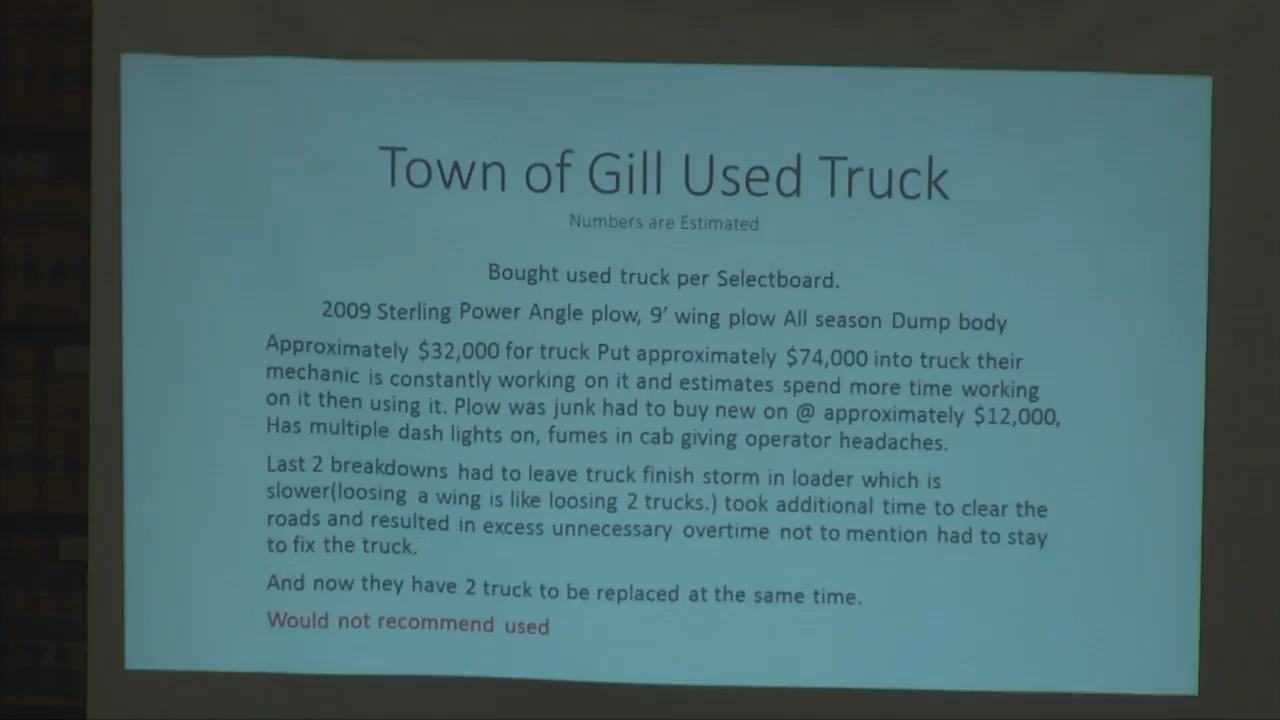 Town of Gill Used Truck
Numbers are Estimated
Bought used truck per Selectboard.
2009 Sterling Power Angle plow, 9' wing plow All season Dump body
Approximately $32,000 for truck Put approximately $74,000 into truck their
mechanic is constantly working on it and estimates spend more time working
on it then using it. Plow was junk had to buy new on @ approximately $12,000,
Has multiple dash lights on, fumes in cab giving operator headaches.
Last 2 breakdowns had to leave truck finish storm in loader which is
slower(loosing a wing is like loosing 2 trucks.) took additional time to clear the
roads and resulted in excess unnecessary overtime not to mention had to stay
to fix the truck.
And now they have 2 truck to be replaced at the same time.
Would not recommend used